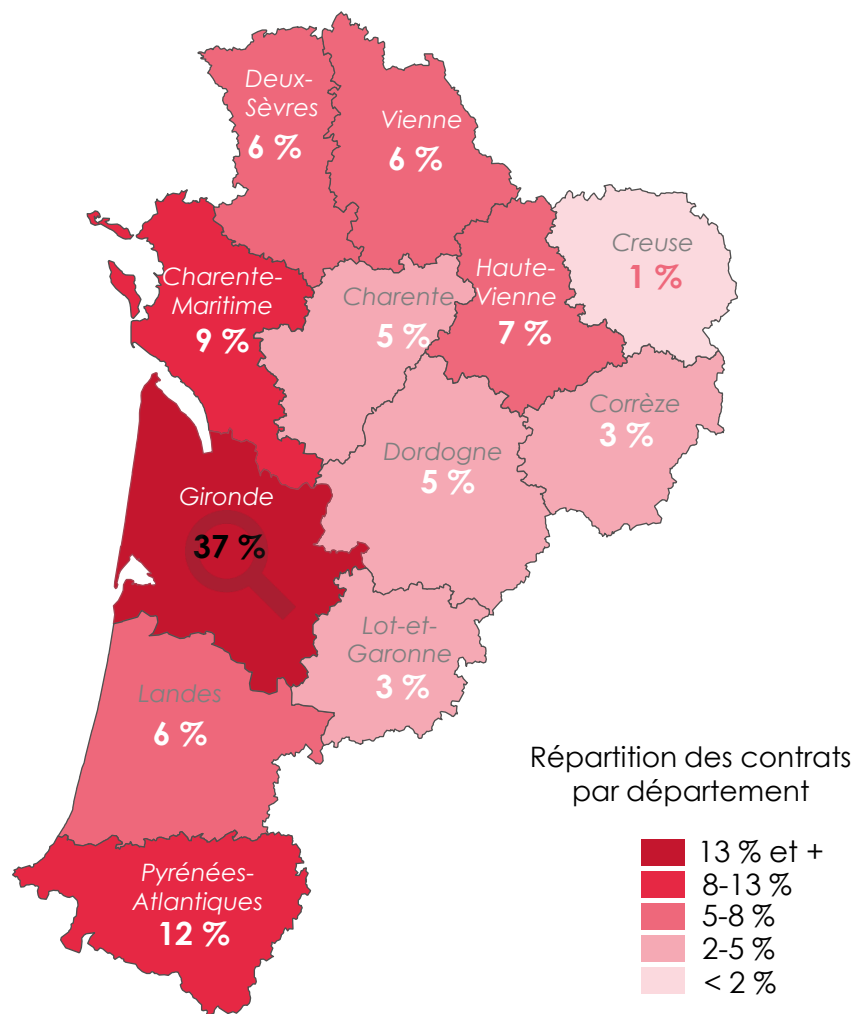 Deux-
Sèvres
6 %
Vienne
6 %
Creuse
1 %
Charente-
Maritime
9 %
Charente
5 %
Haute-
Vienne
7 %
Corrèze
3 %
Dordogne
5 %
Gironde
37 %
Lot-et-
Garonne
3 %
Landes
6 %
Pyrénées-
Atlantiques
12 %
Répartition des contrats
par département
13 % et +
8-13 %
5-8 %
2-5 %
< 2 %